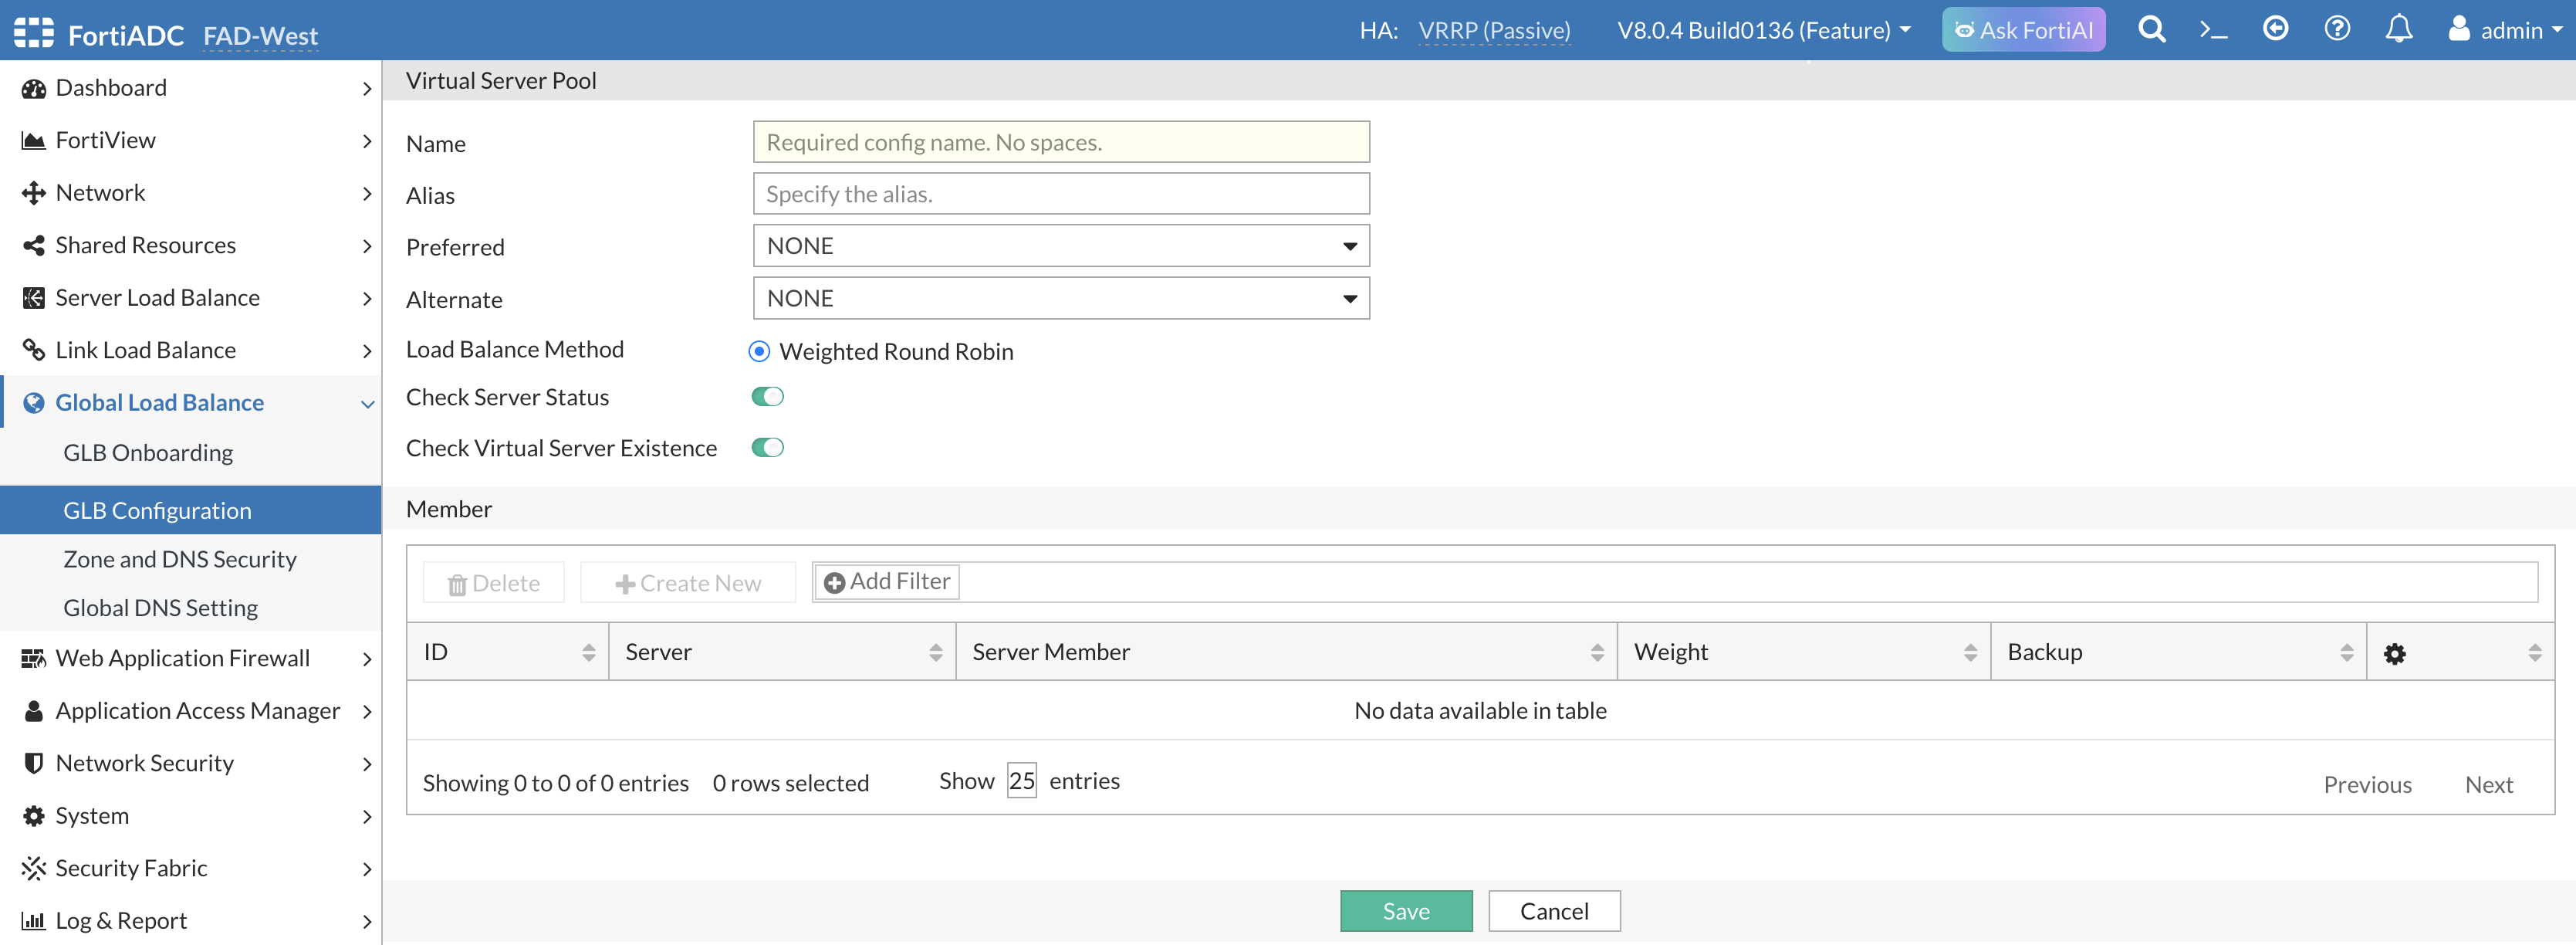 FortiADC FAD-West HA: VRRP (Passive) V8.0.4 Build0136 (Feature) Ask FortiAI admin
Dashboard
FortiView
Network
Shared Resources
Server Load Balance
Link Load Balance
Global Load Balance
GLB Onboarding
GLB Configuration
Zone and DNS Security
Global DNS Setting
Web Application Firewall
Application Access Manager
Network Security
System
Security Fabric
Log & Report
Virtual Server Pool
Name Required config name. No spaces.
Alias Specify the alias.
Preferred NONE
Alternate NONE
Load Balance Method Weighted Round Robin
Check Server Status
Check Virtual Server Existence
Member
Delete Create New Add Filter
ID Server Server Member Weight Backup
No data available in table
Showing 0 to 0 of 0 entries 0 rows selected Show 25 entries Previous Next
Save Cancel